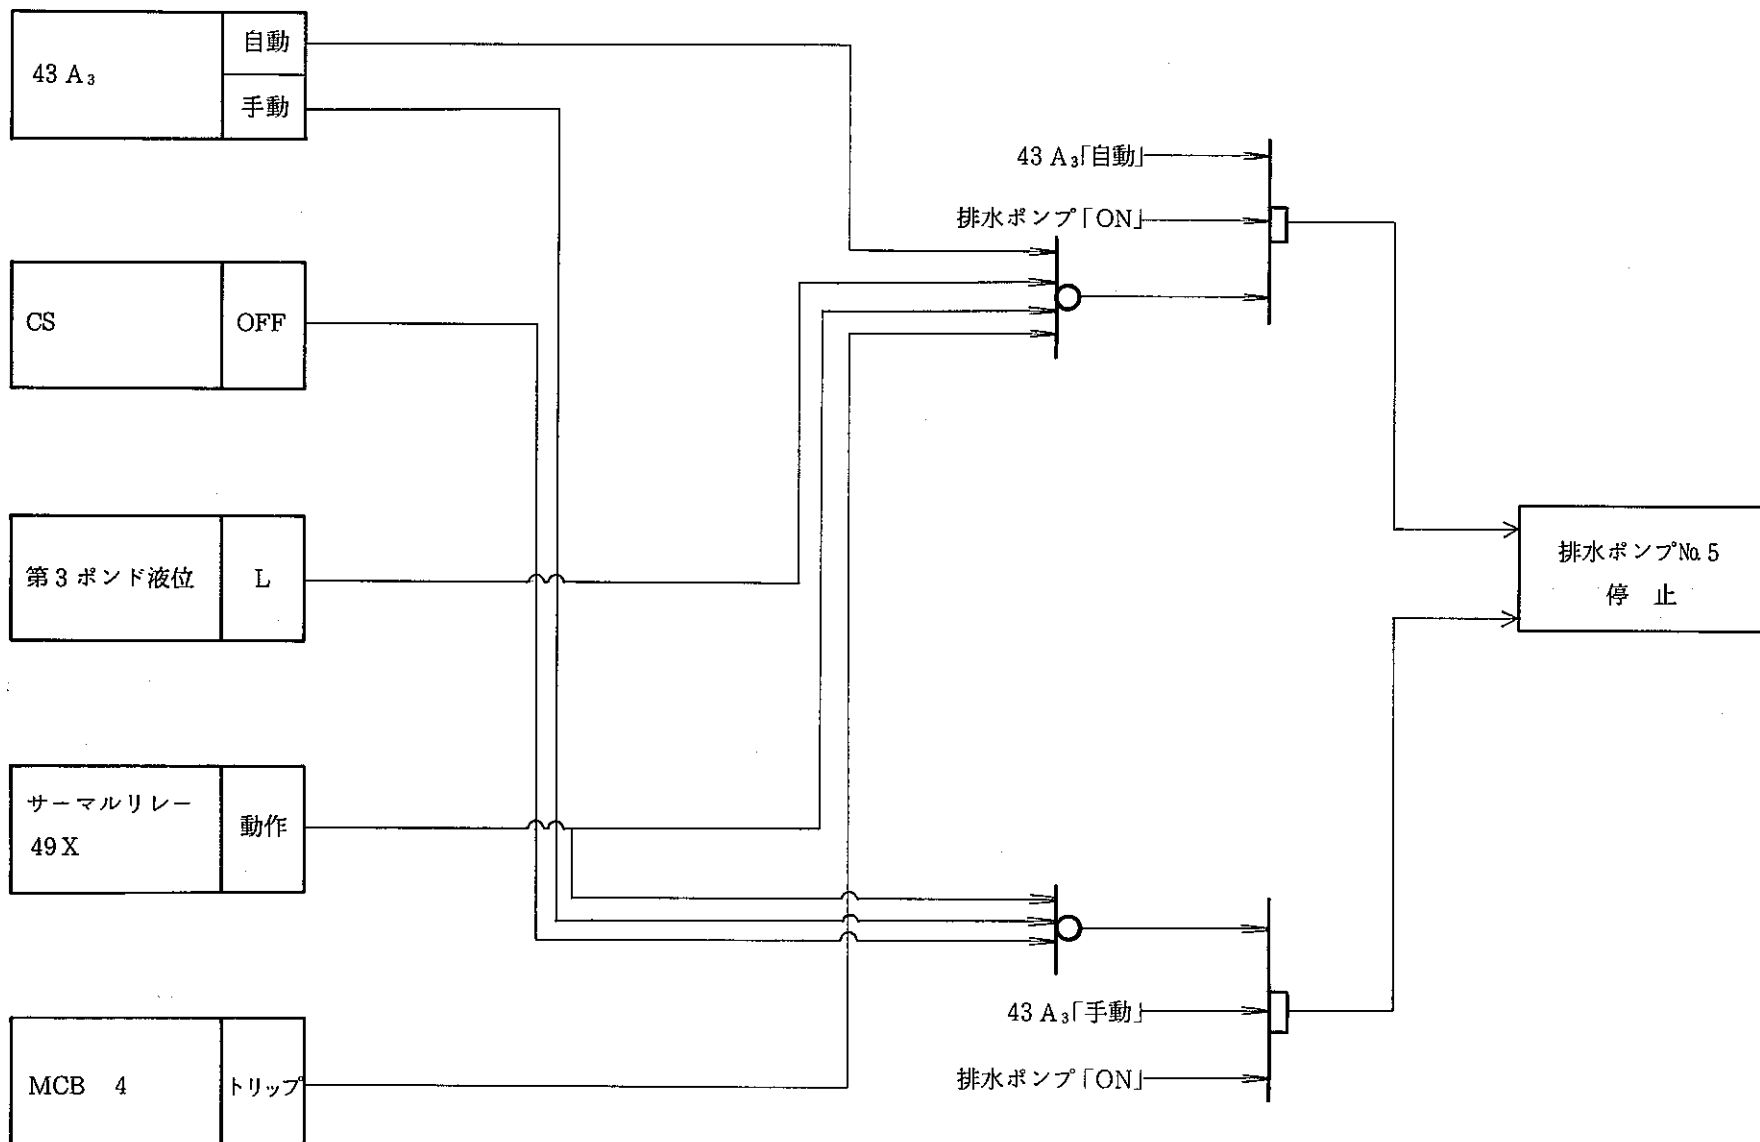 43 A₃
自動
手動
43 A₃「自動」
排水ポンプ「ON」
CS
OFF
第3ポンド液位
L
排水ポンプ№5
停 止
サーマルリレー
49X
動作
43 A₃「手動」
排水ポンプ「ON」
MCB 4
トリップ